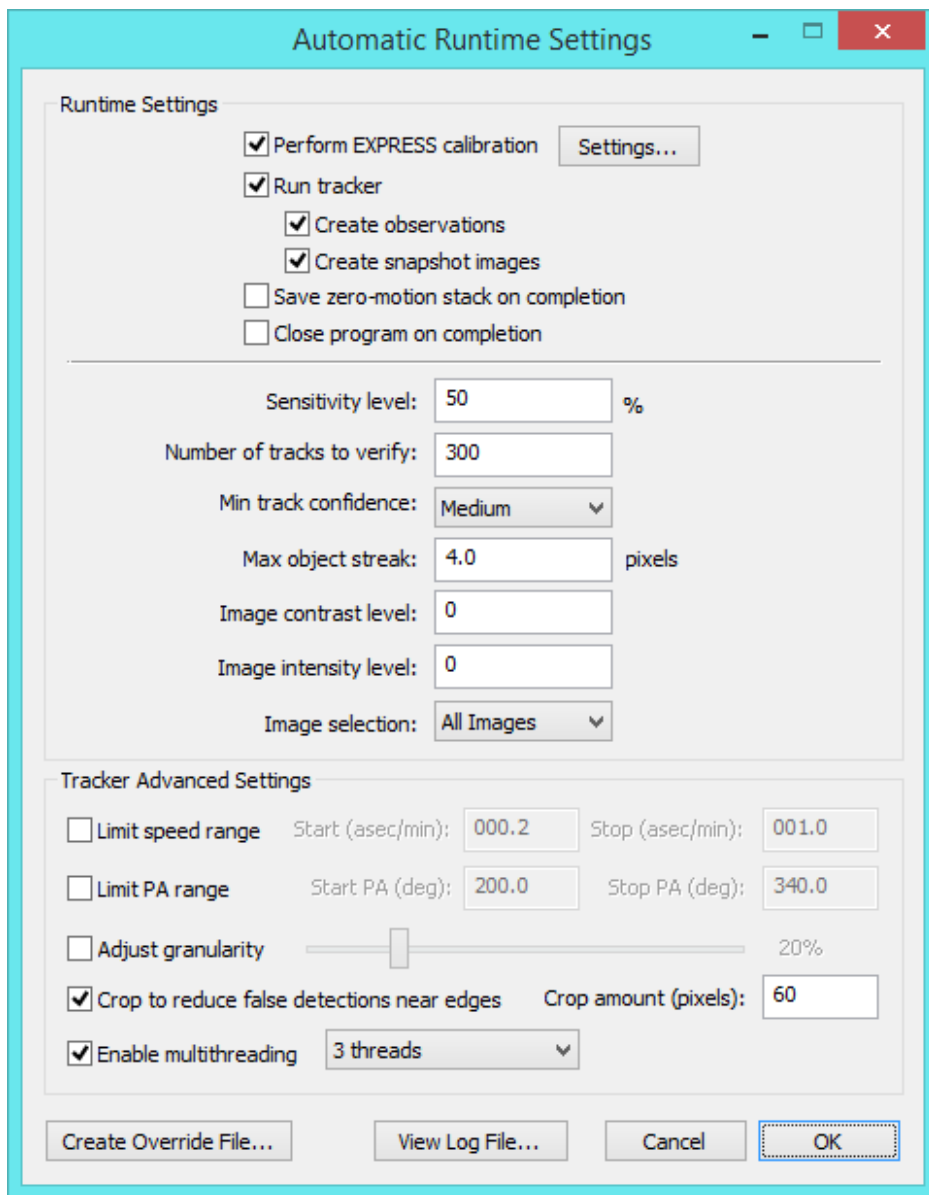 Automatic Runtime Settings
Runtime Settings
Perform EXPRESS calibration Settings...
Run tracker
Create observations
Create snapshot images
Save zero-motion stack on completion
Close program on completion
Sensitivity level: 50 %
Number of tracks to verify: 300
Min track confidence: Medium
Max object streak: 4.0 pixels
Image contrast level: 0
Image intensity level: 0
Image selection: All Images
Tracker Advanced Settings
Limit speed range Start (asec/min): 000.2 Stop (asec/min): 001.0
Limit PA range Start PA (deg): 200.0 Stop PA (deg): 340.0
Adjust granularity 20%
Crop to reduce false detections near edges Crop amount (pixels): 60
Enable multithreading 3 threads
Create Override File... View Log File... Cancel OK